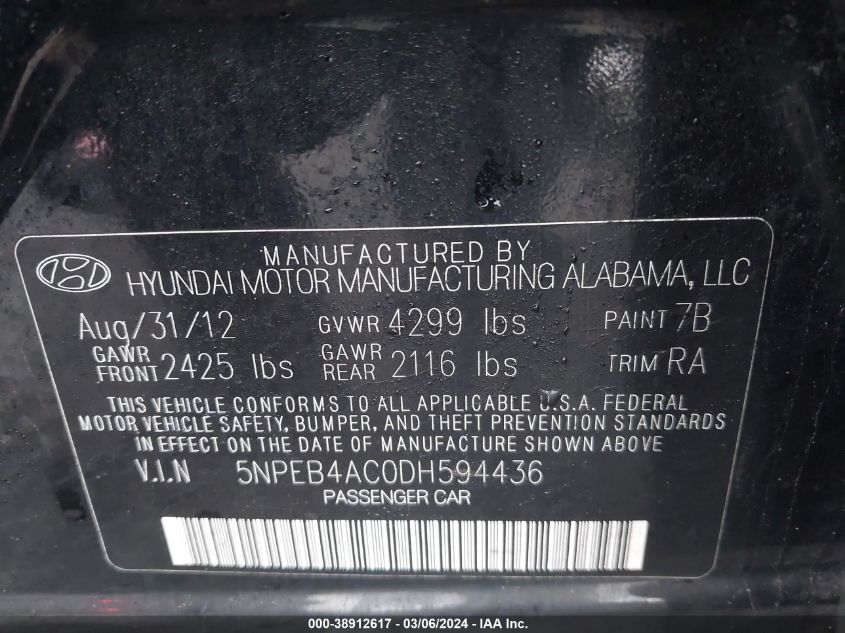 MANUFACTURED BY
HYUNDAI MOTOR MANUFACTURING ALABAMA, LLC
Aug/31/12 GVWR 4299 lbs PAINT 7B
GAWR FRONT 2425 lbs GAWR REAR 2116 lbs TRIM RA
THIS VEHICLE CONFORMS TO ALL APPLICABLE U.S.A. FEDERAL
MOTOR VEHICLE SAFETY, BUMPER, AND THEFT PREVENTION STANDARDS
IN EFFECT ON THE DATE OF MANUFACTURE SHOWN ABOVE
V.I.N 5NPEB4AC0DH594436
PASSENGER CAR
000-38912617 - 03/06/2024 - IAA Inc.